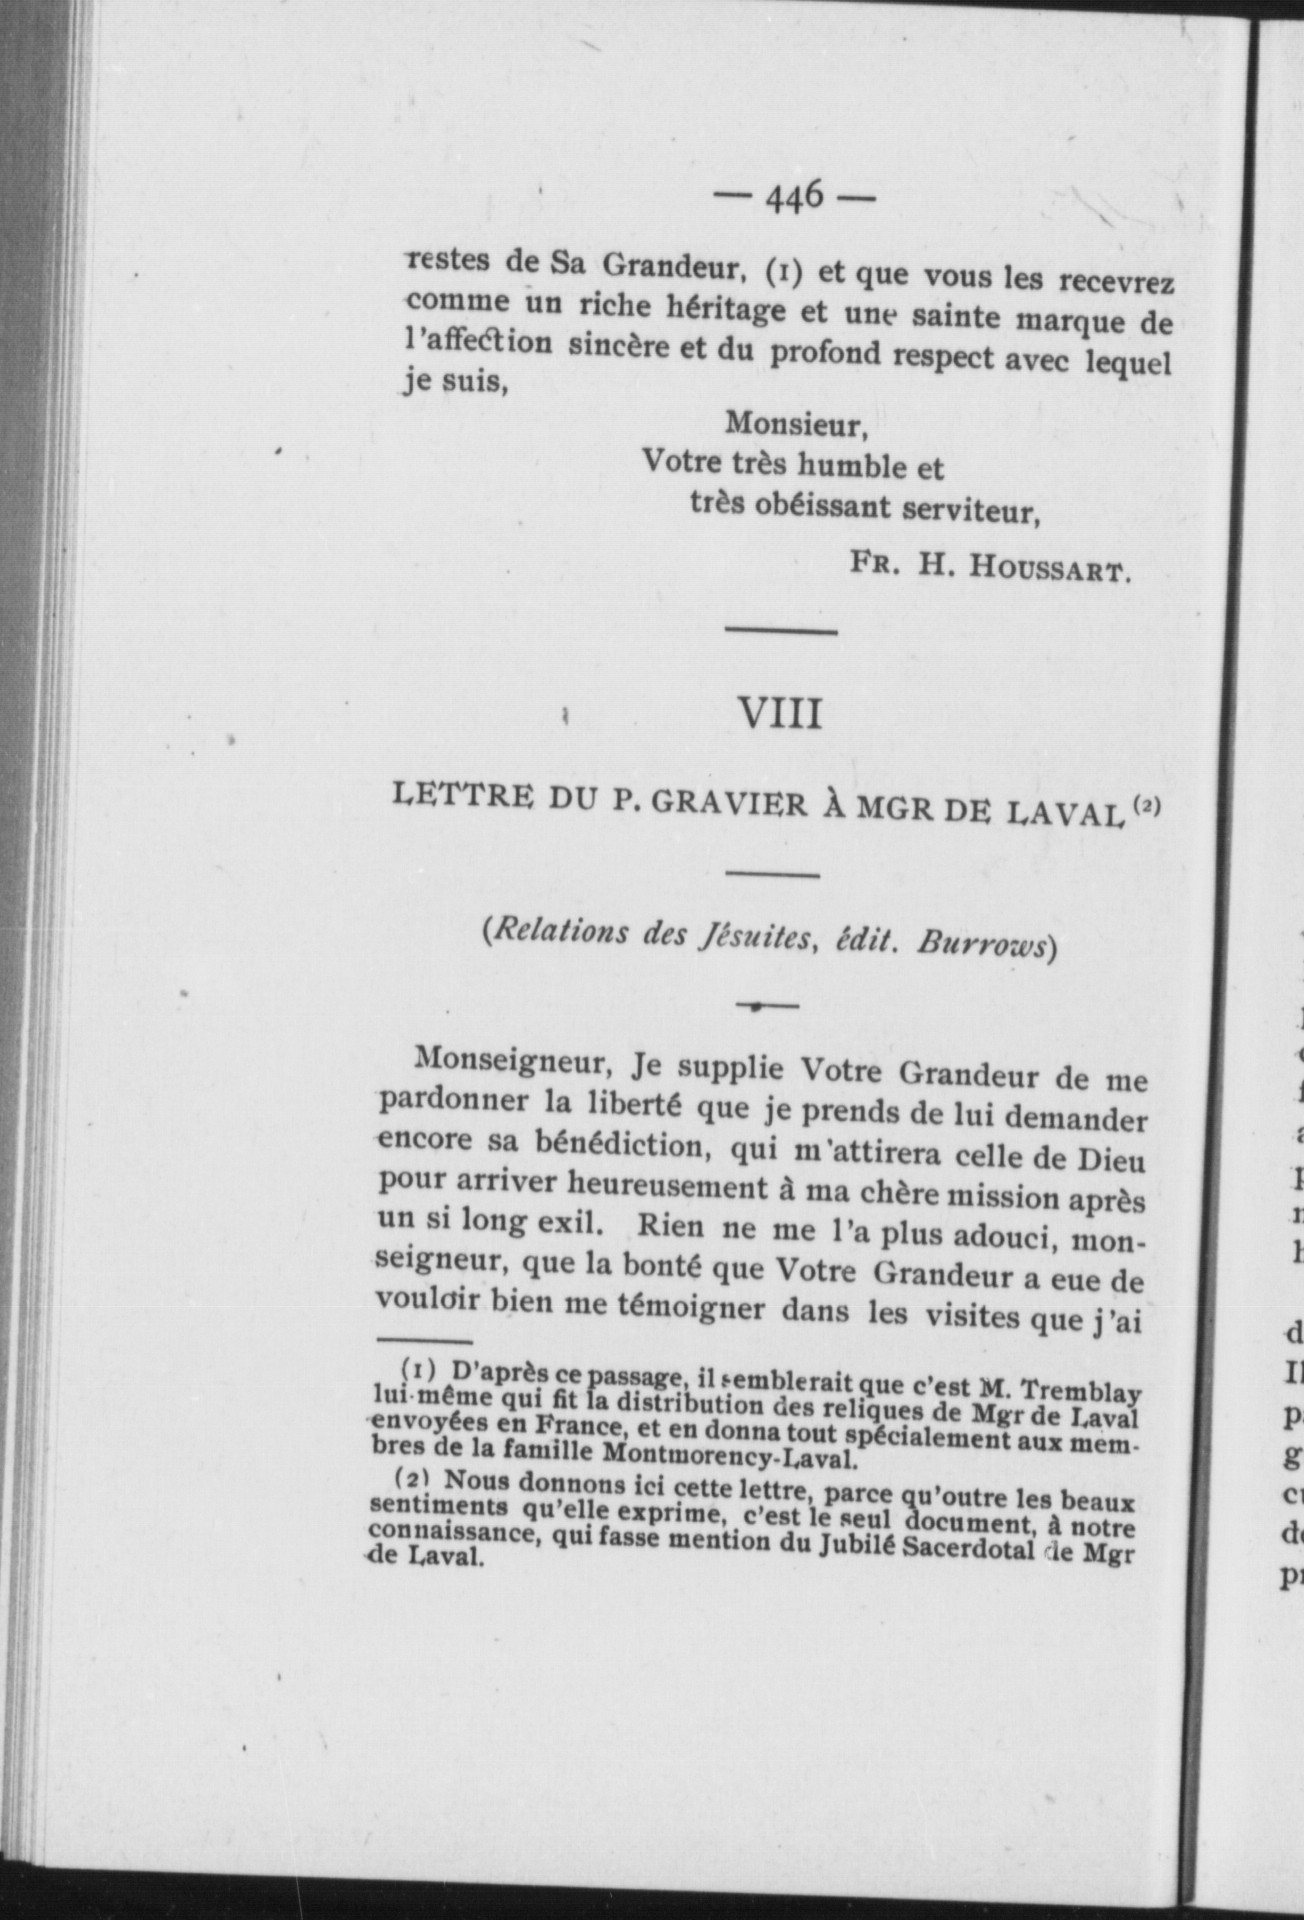 — 446 —
restes de Sa Grandeur, (1) et que vous les recevrez
comme un riche héritage et une sainte marque de
l'affection sincère et du profond respect avec lequel
je suis,
Monsieur,
Votre très humble et
très obéissant serviteur,
FR. H. HOUSSART.
VIII
LETTRE DU P. GRAVIER À MGR DE LAVAL (2)
(Relations des Jésuites, édit. Burrows)
Monseigneur, Je supplie Votre Grandeur de me
pardonner la liberté que je prends de lui demander
encore sa bénédiction, qui m'attirera celle de Dieu
pour arriver heureusement à ma chère mission après
un si long exil. Rien ne me l'a plus adouci, mon-
seigneur, que la bonté que Votre Grandeur a eue de
vouloir bien me témoigner dans les visites que j'ai
(1) D'après ce passage, il semblerait que c'est M. Tremblay
lui-même qui fit la distribution des reliques de Mgr de Laval
envoyées en France, et en donna tout spécialement aux mem-
bres de la famille Montmorency-Laval.
(2) Nous donnons ici cette lettre, parce qu'outre les beaux
sentiments qu'elle exprime, c'est le seul document, à notre
connaissance, qui fasse mention du Jubilé Sacerdotal de Mgr
de Laval.